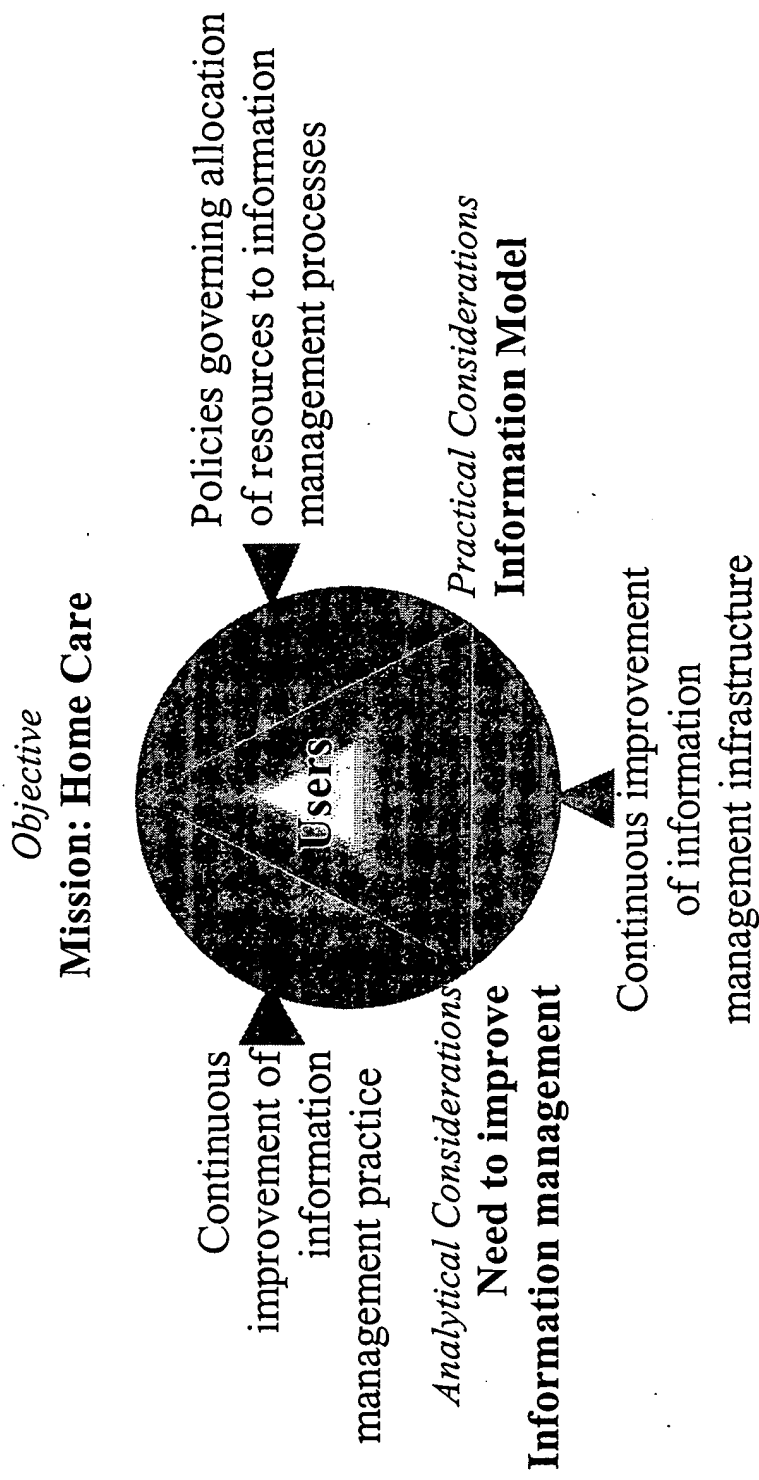 Objective
Mission: Home Care
Continuous
improvement of
information
management practice
Policies governing allocation
of resources to information
management processes
Users
Analytical Considerations
Need to improve
Information management
Practical Considerations
Information Model
Continuous improvement
of information
management infrastructure